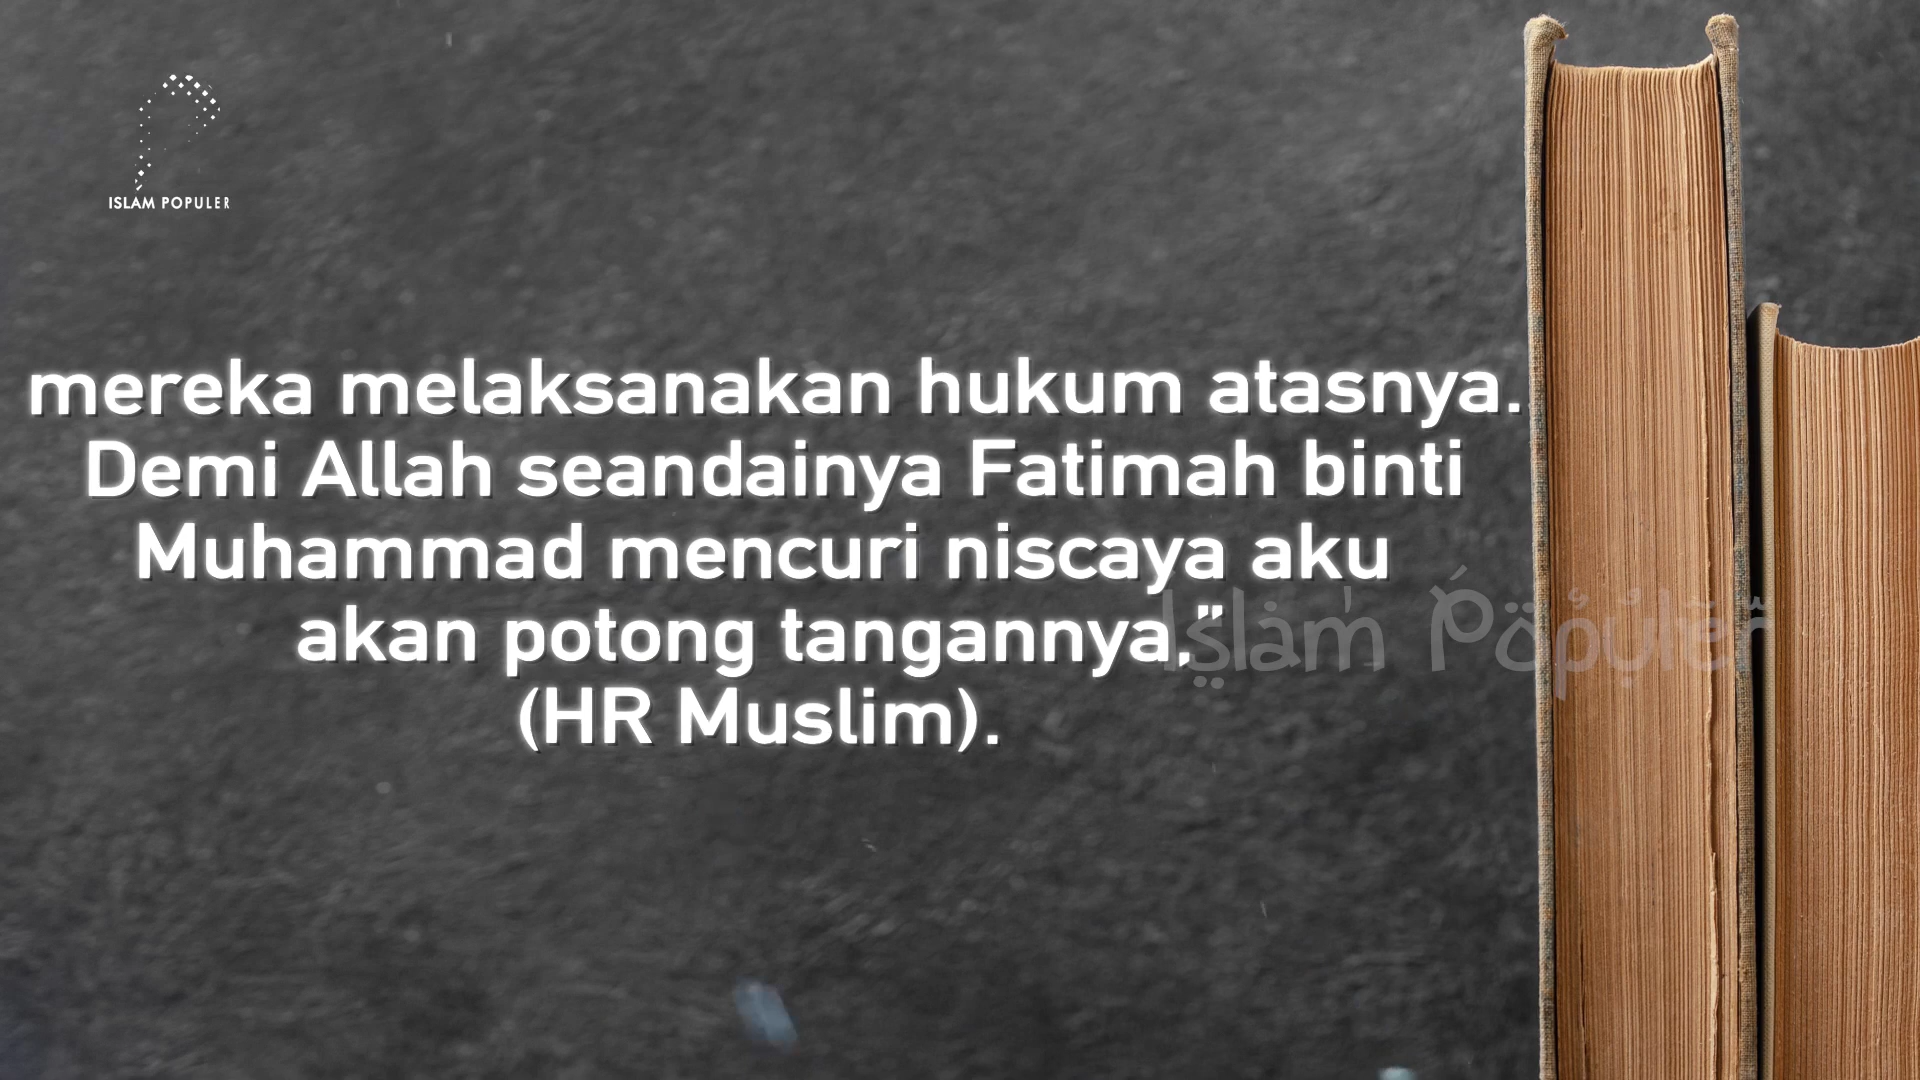 ISLAM POPULER
mereka melaksanakan hukum atasnya.
Demi Allah seandainya Fatimah binti
Muhammad mencuri niscaya aku
akan potong tangannya,”
(HR Muslim).
Islam Populer